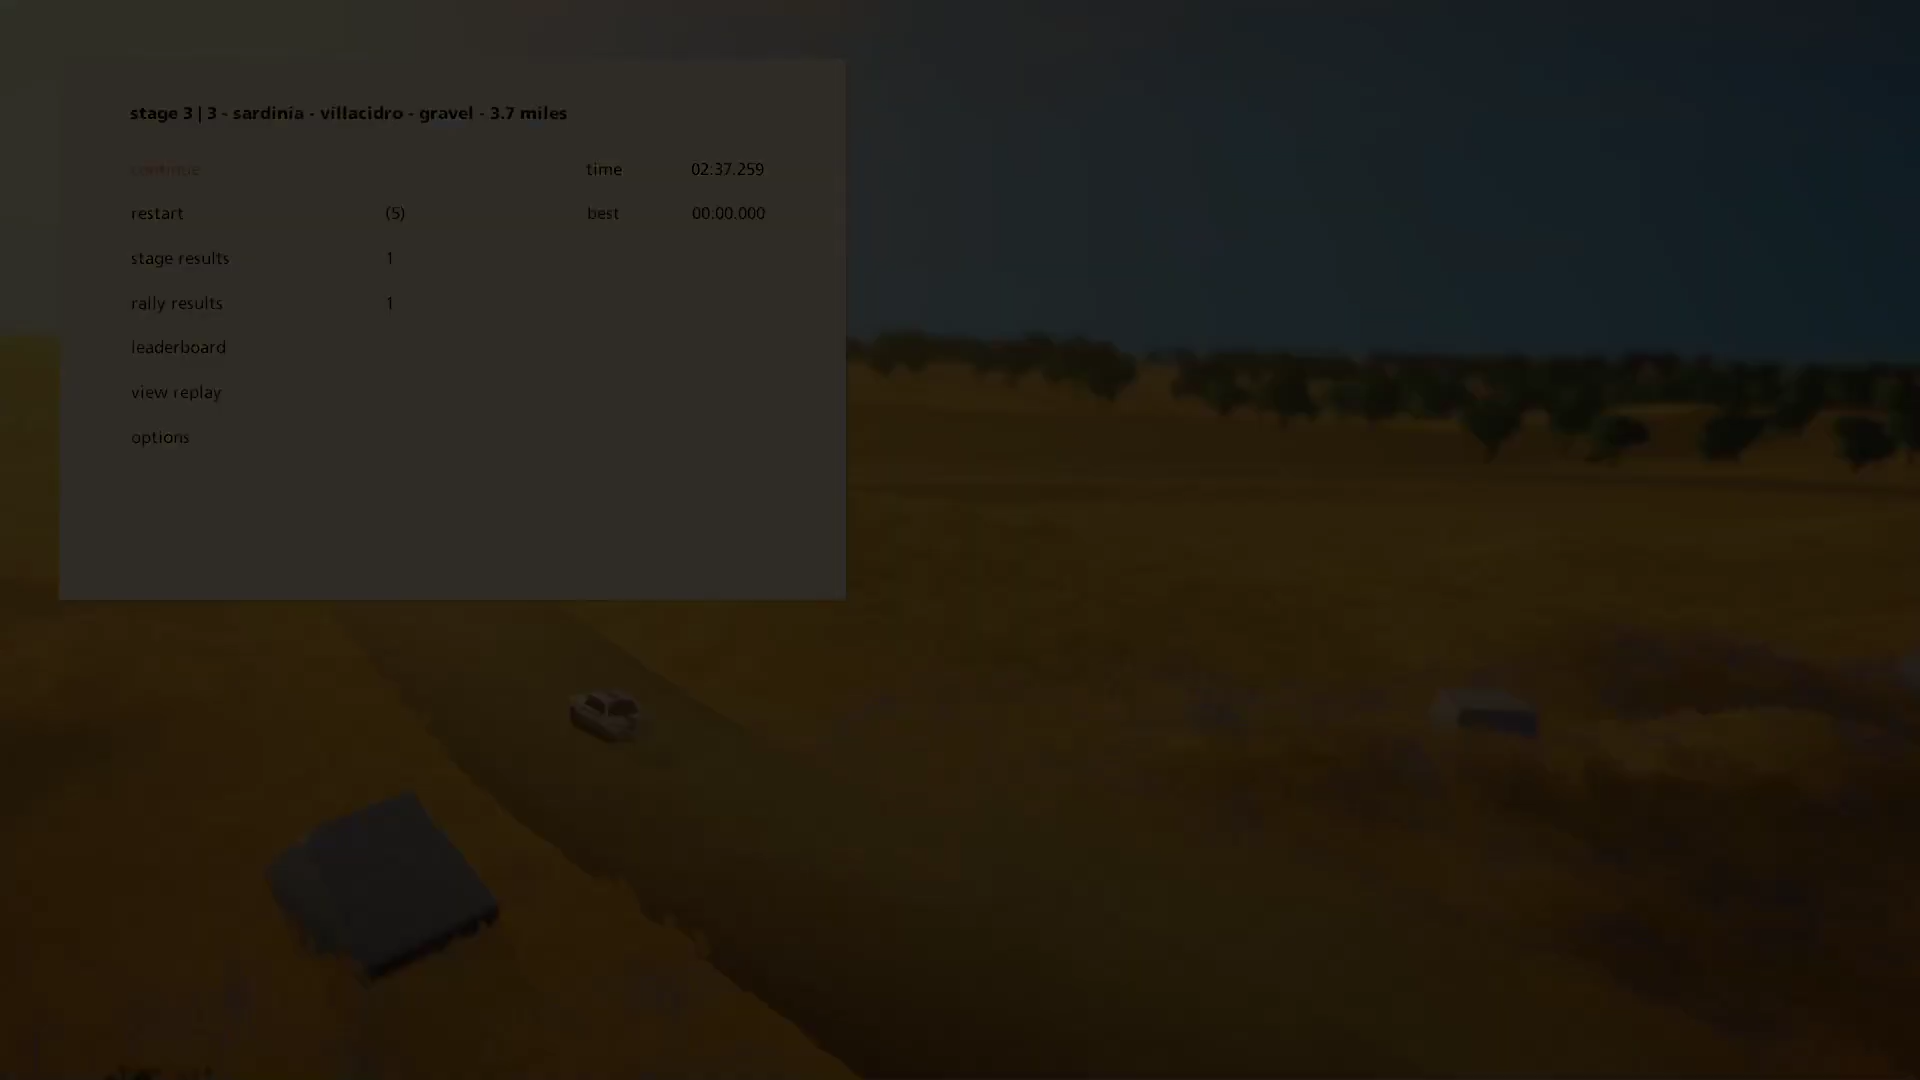 stage 3 | 3 - sardinia - villacidro - gravel - 3.7 miles
continue time 02:37.259
restart (5) best 00:00.000
stage results 1
rally results 1
leaderboard
view replay
options